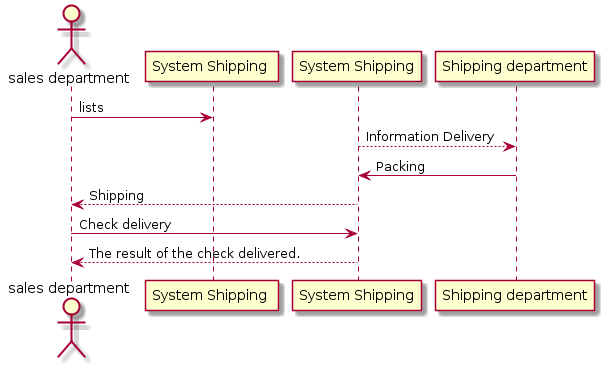 sales department
System Shipping
System Shipping
Shipping department
lists
Information Delivery
Packing
Shipping
Check delivery
The result of the check delivered.
sales department
System Shipping
System Shipping
Shipping department